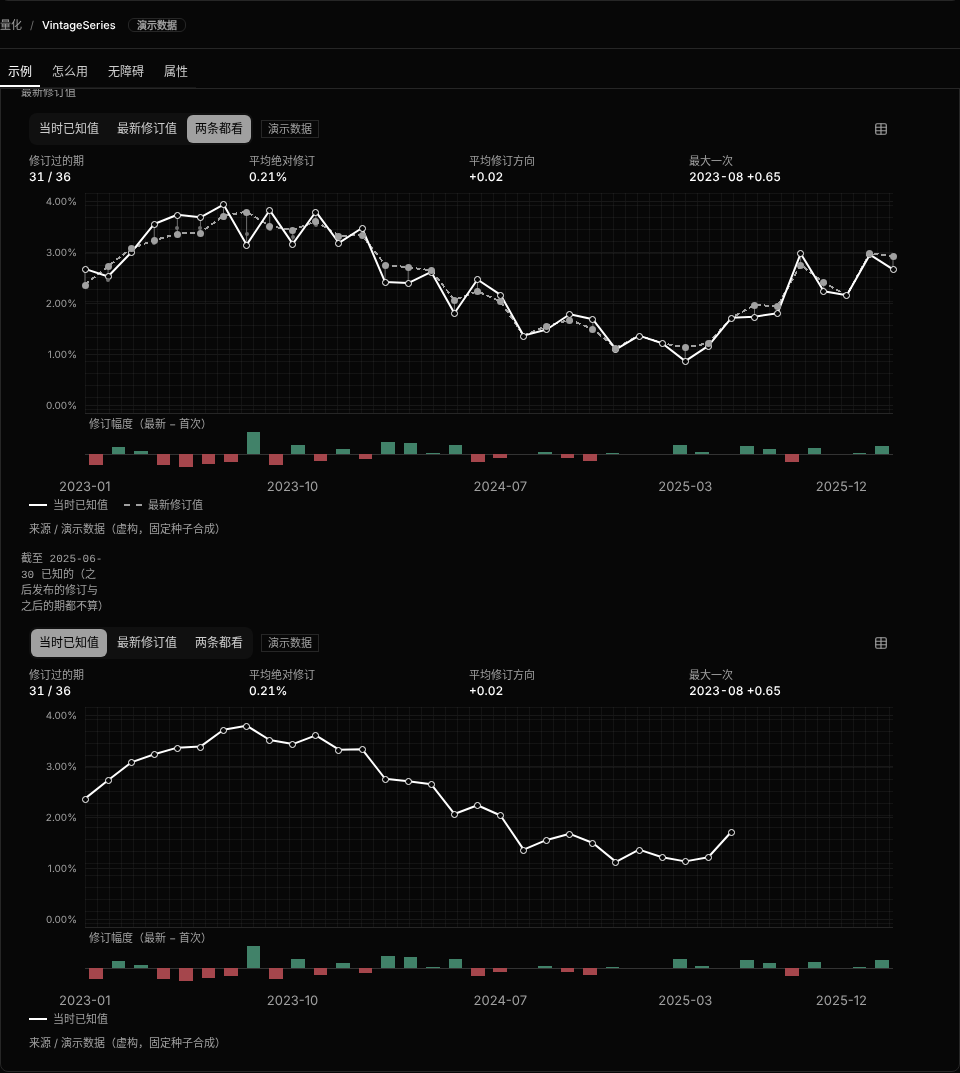 量化 / VintageSeries 演示数据
示例 怎么用 无障碍 属性
最新修订值
当时已知值 最新修订值 两条都看 演示数据
修订过的期 平均绝对修订 平均修订方向 最大一次
31 / 36 0.21% +0.02 2023-08 +0.65
4.00%
3.00%
2.00%
1.00%
0.00%
修订幅度（最新 − 首次）
2023-01 2023-10 2024-07 2025-03 2025-12
当时已知值 最新修订值
来源 / 演示数据（虚构，固定种子合成）
截至 2025-06-
30 已知的（之
后发布的修订与
之后的期都不算）
当时已知值 最新修订值 两条都看 演示数据
修订过的期 平均绝对修订 平均修订方向 最大一次
31 / 36 0.21% +0.02 2023-08 +0.65
4.00%
3.00%
2.00%
1.00%
0.00%
修订幅度（最新 − 首次）
2023-01 2023-10 2024-07 2025-03 2025-12
当时已知值
来源 / 演示数据（虚构，固定种子合成）